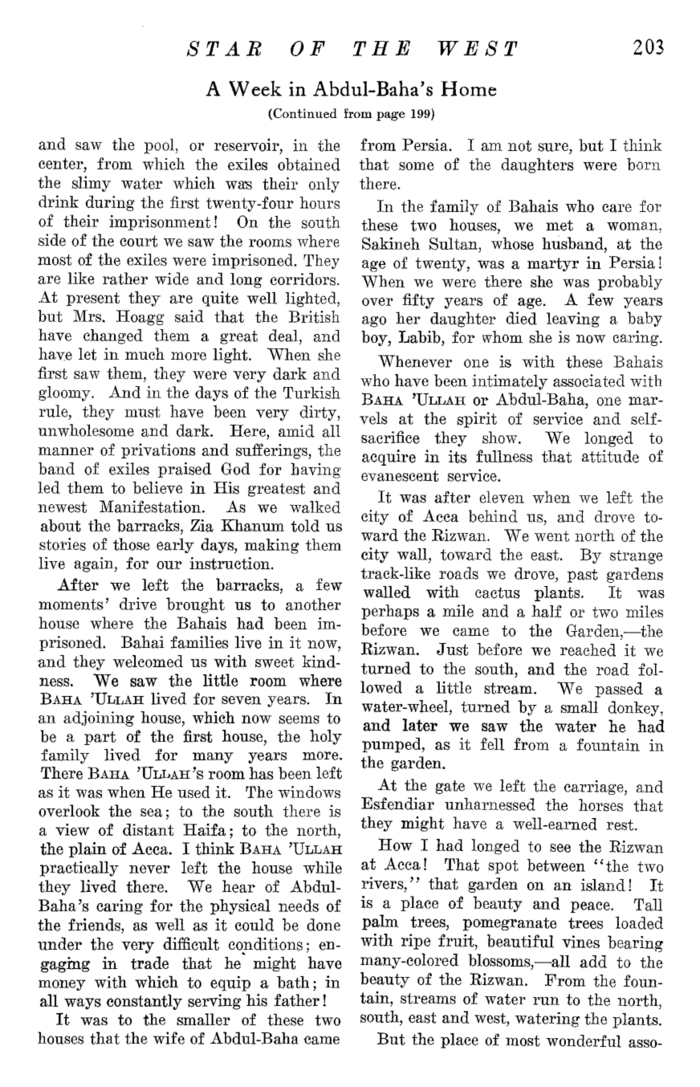 STAR OF THE WEST 203
A Week in Abdul-Baha's Home
(Continued from page 199)
and saw the pool, or reservoir, in the
center, from which the exiles obtained
the slimy water which was their only
drink during the first twenty-four hours
of their imprisonment! On the south
side of the court we saw the rooms where
most of the exiles were imprisoned. They
are like rather wide and long corridors.
At present they are quite well lighted,
but Mrs. Hoagg said that the British
have changed them a great deal, and
have let in much more light. When she
first saw them, they were very dark and
gloomy. And in the days of the Turkish
rule, they must have been very dirty,
unwholesome and dark. Here, amid all
manner of privations and sufferings, the
band of exiles praised God for having
led them to believe in His greatest and
newest Manifestation. As we walked
about the barracks, Zia Khanum told us
stories of those early days, making them
live again, for our instruction.
After we left the barracks, a few
moments' drive brought us to another
house where the Bahais had been im-
prisoned. Bahai families live in it now,
and they welcomed us with sweet kind-
ness. We saw the little room where
BAHA 'ULLAH lived for seven years. In
an adjoining house, which now seems to
be a part of the first house, the holy
family lived for many years more.
There BAHA 'ULLAH's room has been left
as it was when He used it. The windows
overlook the sea; to the south there is
a view of distant Haifa; to the north,
the plain of Acca. I think BAHA 'ULLAH
practically never left the house while
they lived there. We hear of Abdul-
Baha's caring for the physical needs of
the friends, as well as it could be done
under the very difficult conditions; en-
gaging in trade that he might have
money with which to equip a bath; in
all ways constantly serving his father!
It was to the smaller of these two
houses that the wife of Abdul-Baha came
from Persia. I am not sure, but I think
that some of the daughters were born
there.
In the family of Bahais who care for
these two houses, we met a woman,
Sakineh Sultan, whose husband, at the
age of twenty, was a martyr in Persia!
When we were there she was probably
over fifty years of age. A few years
ago her daughter died leaving a baby
boy, Labib, for whom she is now caring.
Whenever one is with these Bahais
who have been intimately associated with
BAHA 'ULLAH or Abdul-Baha, one mar-
vels at the spirit of service and self-
sacrifice they show. We longed to
acquire in its fullness that attitude of
evanescent service.
It was after eleven when we left the
city of Acca behind us, and drove to-
ward the Rizwan. We went north of the
city wall, toward the east. By strange
track-like roads we drove, past gardens
walled with cactus plants. It was
perhaps a mile and a half or two miles
before we came to the Garden,—the
Rizwan. Just before we reached it we
turned to the south, and the road fol-
lowed a little stream. We passed a
water-wheel, turned by a small donkey,
and later we saw the water he had
pumped, as it fell from a fountain in
the garden.
At the gate we left the carriage, and
Esfendiar unharnessed the horses that
they might have a well-earned rest.
How I had longed to see the Rizwan
at Acca! That spot between "the two
rivers," that garden on an island! It
is a place of beauty and peace. Tall
palm trees, pomegranate trees loaded
with ripe fruit, beautiful vines bearing
many-colored blossoms,—all add to the
beauty of the Rizwan. From the foun-
tain, streams of water run to the north,
south, east and west, watering the plants.
But the place of most wonderful asso-